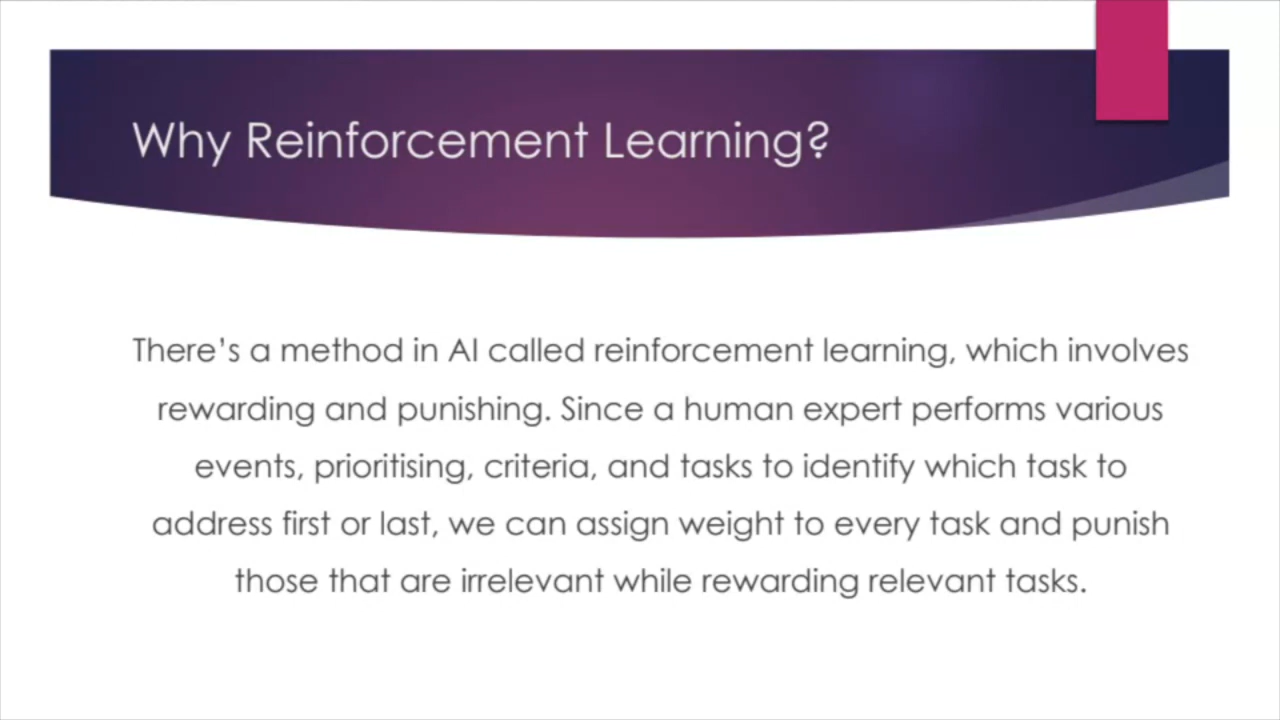 Why Reinforcement Learning?
There’s a method in AI called reinforcement learning, which involves
rewarding and punishing. Since a human expert performs various
events, prioritising, criteria, and tasks to identify which task to
address first or last, we can assign weight to every task and punish
those that are irrelevant while rewarding relevant tasks.